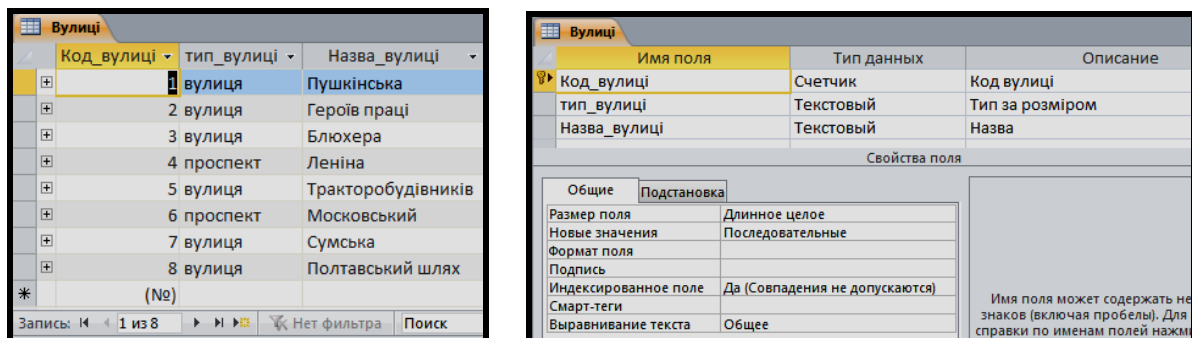 Вулиці
Код_вулиці тип_вулиці Назва_вулиці
1 вулиця Пушкінська
2 вулиця Героїв праці
3 вулиця Блюхера
4 проспект Леніна
5 вулиця Тракторобудівників
6 проспект Московський
7 вулиця Сумська
8 вулиця Полтавський шлях
(№)
Запись: 1 из 8 Нет фильтра Поиск
Вулиці
Имя поля Тип данных Описание
Код_вулиці Счетчик Код вулиці
тип_вулиці Текстовый Тип за розміром
Назва_вулиці Текстовый Назва
Свойства поля
Общие Подстановка
Размер поля Длинное целое
Новые значения Последовательные
Формат поля
Подпись
Индексированное поле Да (Совпадения не допускаются)
Смарт-теги
Выравнивание текста Общее
Имя поля может содержать не
знаков (включая пробелы). Для
справки по именам полей нажми